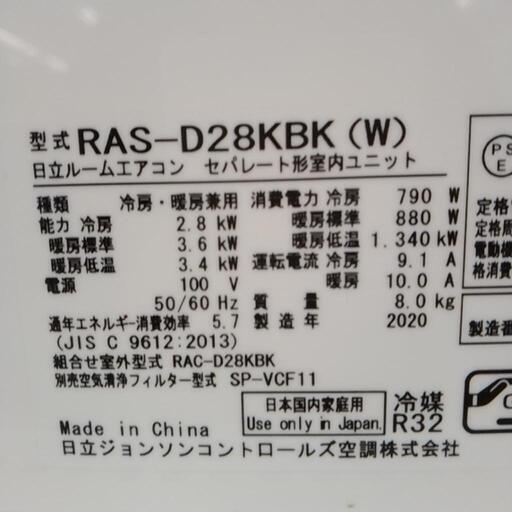 型式 RAS-D28KBK(W)
日立ルームエアコン セパレート形室内ユニット
種類 冷房・暖房兼用 消費電力 冷房 790 W
能力 冷房 2.8 kW 暖房標準 880 W
暖房標準 3.6 kW 暖房低温 1.340 kW
暖房低温 3.4 kW 運転電流 冷房 9.1 A
電源 100 V 暖房 10.0 A
50/60 Hz 質量 8.0 kg
通年エネルギー消費効率 5.7 製造年 2020
(JIS C 9612:2013)
組合せ室外型式 RAC-D28KBK
別売空気清浄フィルター型式 SP-VCF11
日本国内家庭用
Use only in Japan.
冷媒
R32
Made in China
日立ジョンソンコントロールズ空調株式会社
PS
E
定格
定格周
電動機
格消費
製造番